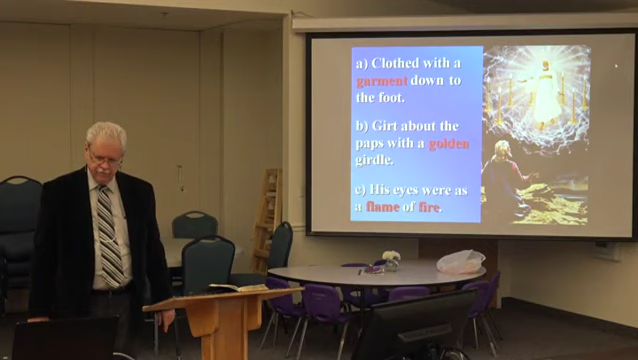 a) Clothed with a
garment down to
the foot.
b) Girt about the
paps with a golden
girdle.
c) His eyes were as
a flame of fire.